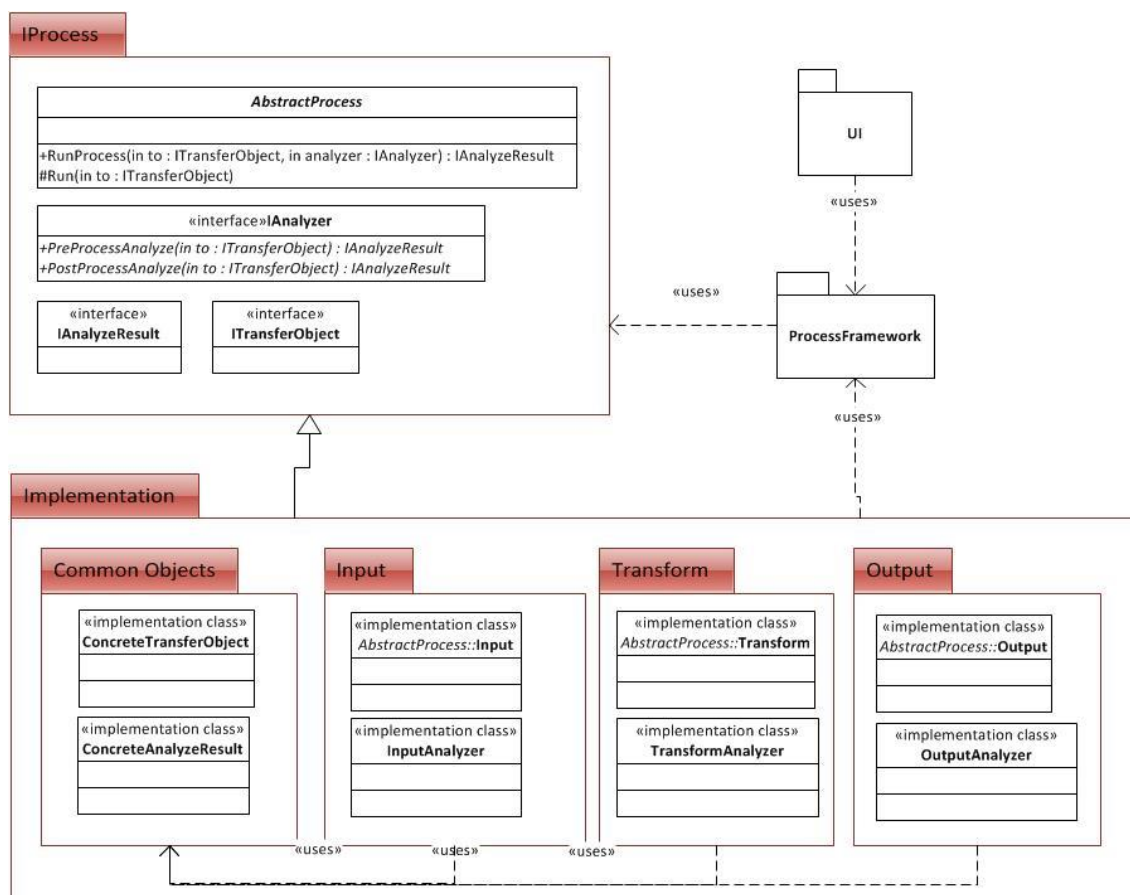 IProcess
AbstractProcess
+RunProcess(in to : ITransferObject, in analyzer : IAnalyzer) : IAnalyzeResult
#Run(in to : ITransferObject)
«interface»IAnalyzer
+PreProcessAnalyze(in to : ITransferObject) : IAnalyzeResult
+PostProcessAnalyze(in to : ITransferObject) : IAnalyzeResult
«interface»
IAnalyzeResult
«interface»
ITransferObject
UI
«uses»
«uses»
ProcessFramework
«uses»
Implementation
Common Objects
«implementation class»
ConcreteTransferObject
«implementation class»
ConcreteAnalyzeResult
Input
«implementation class»
AbstractProcess::Input
«implementation class»
InputAnalyzer
Transform
«implementation class»
AbstractProcess::Transform
«implementation class»
TransformAnalyzer
Output
«implementation class»
AbstractProcess::Output
«implementation class»
OutputAnalyzer
«uses»
«uses»
«uses»